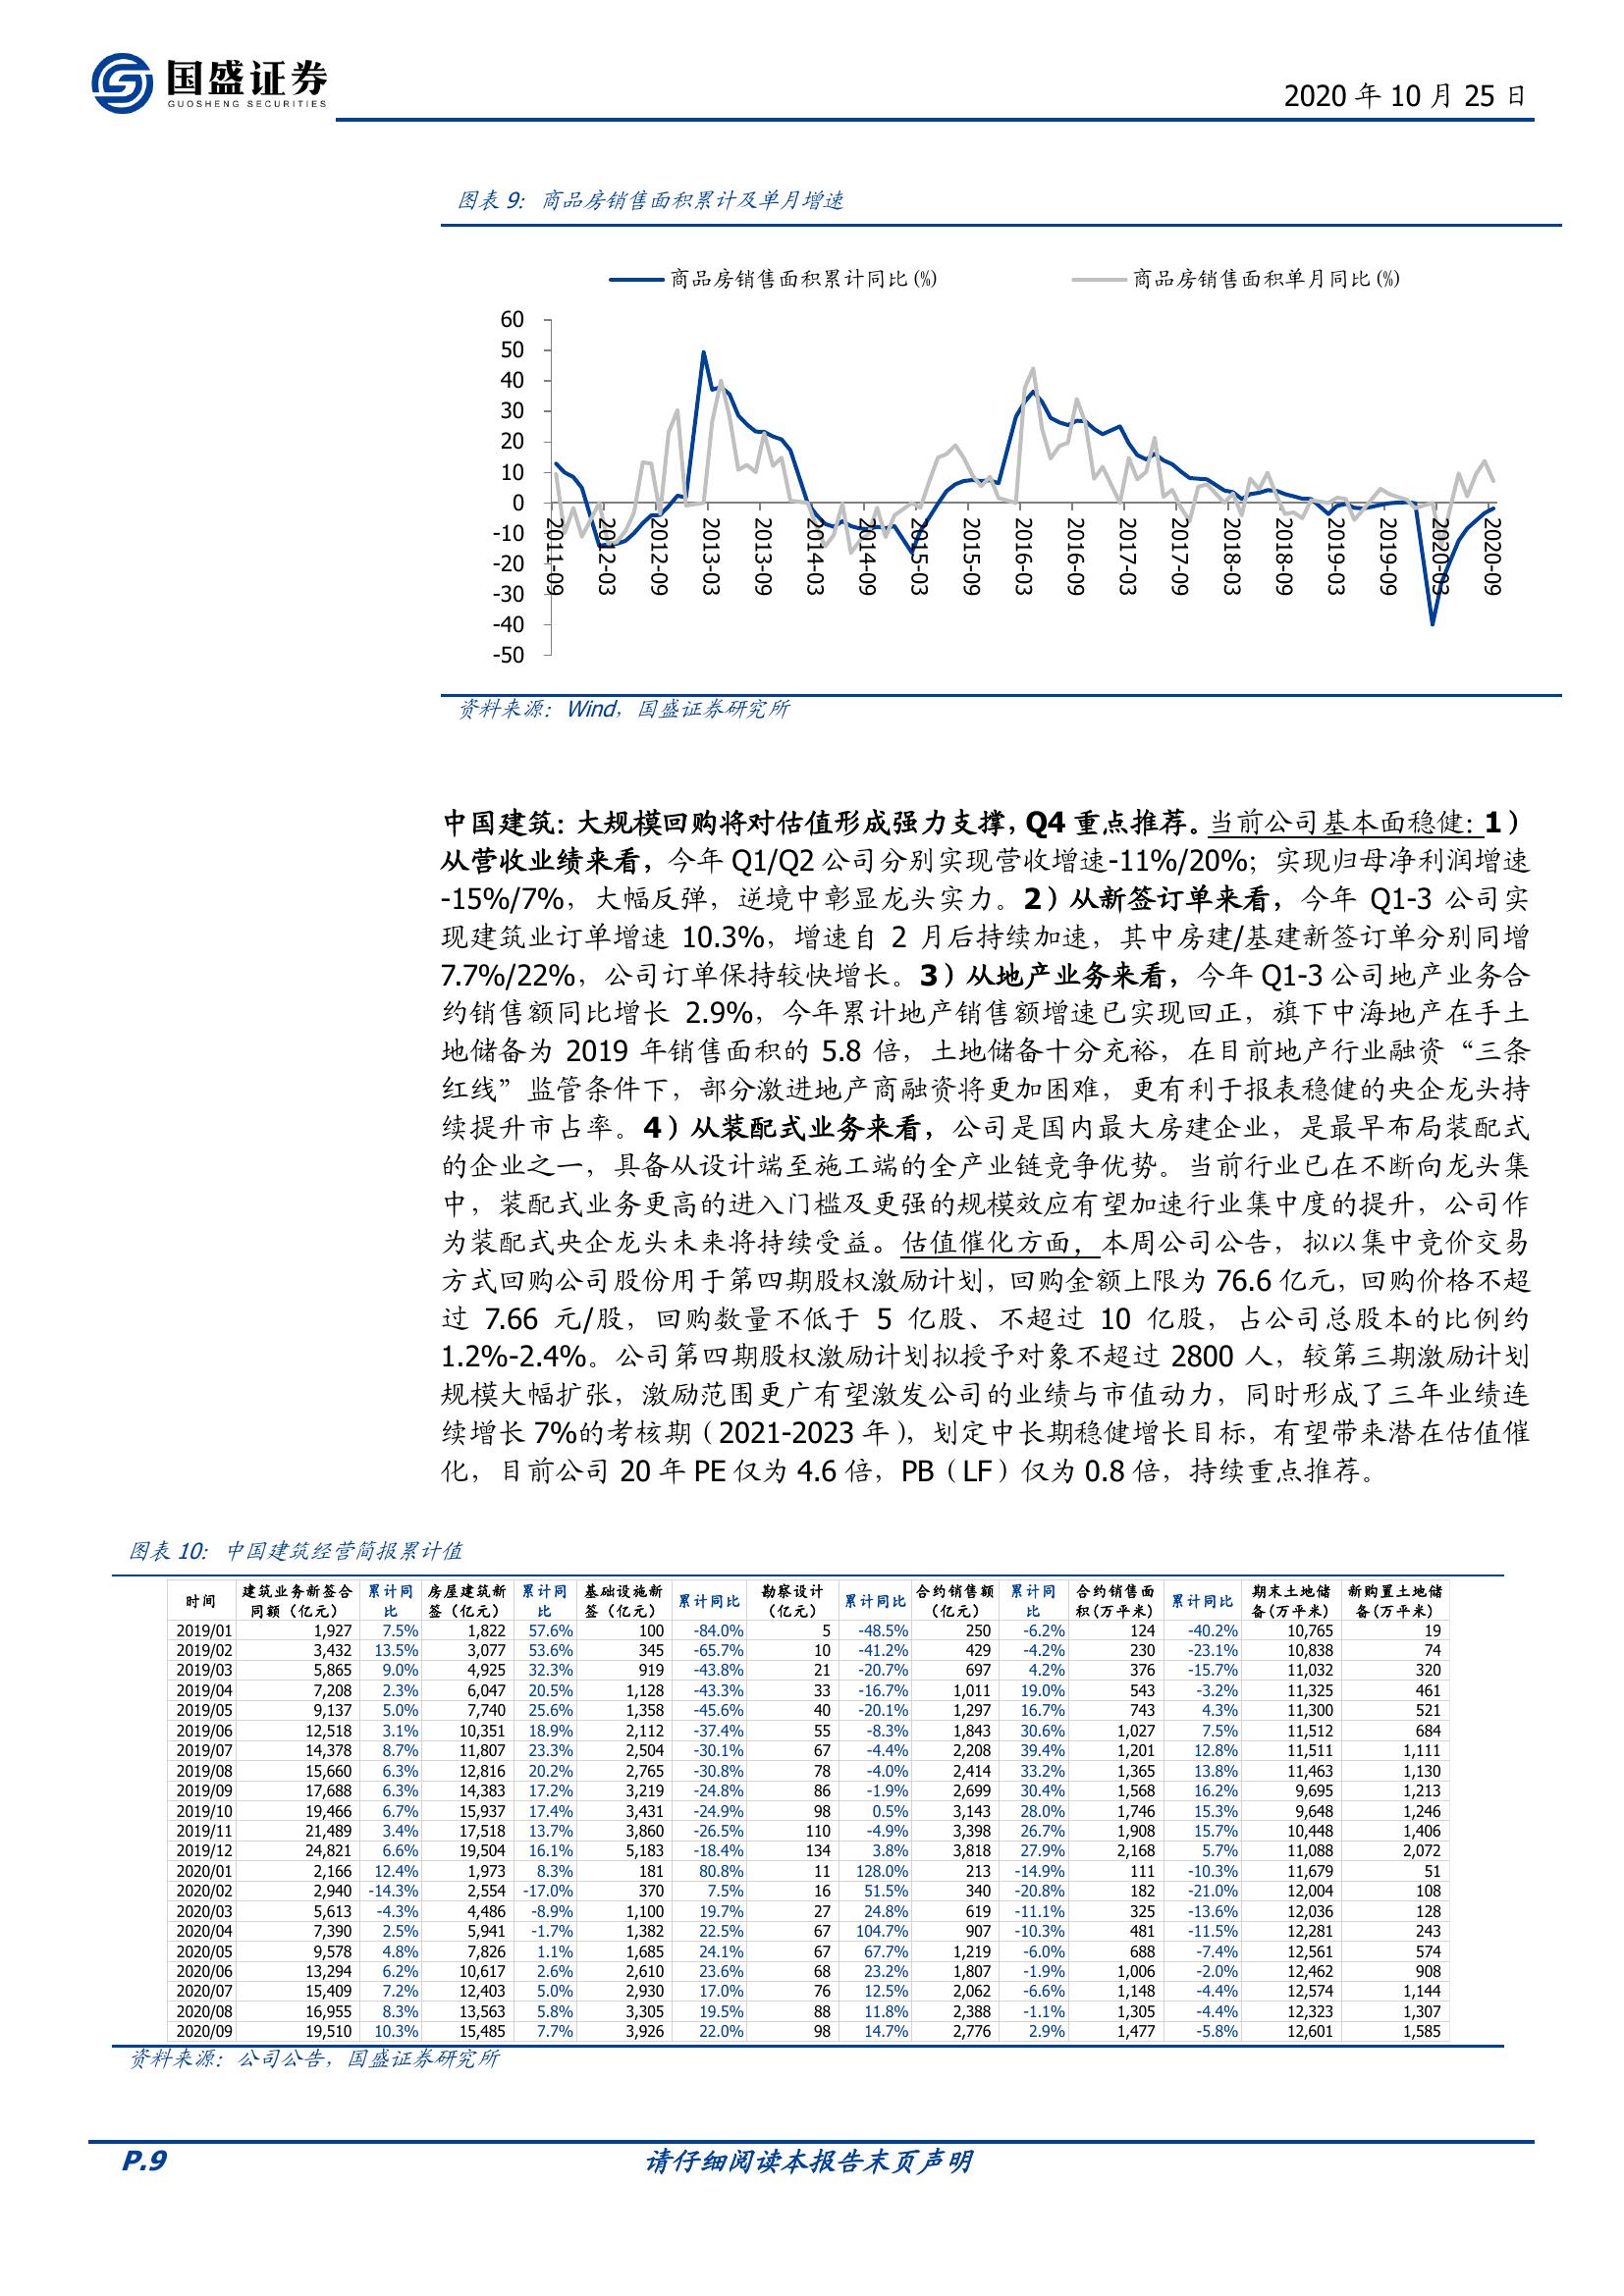 国盛证券
GUOSHENG SECURITIES
2020 年 10 月 25 日
图表 9: 商品房销售面积累计及单月增速
商品房销售面积累计同比(%) 商品房销售面积单月同比(%)
60
50
40
30
20
10
0
-10
-20
-30
-40
-50
2011-09 2012-03 2012-09 2013-03 2013-09 2014-03 2014-09 2015-03 2015-09 2016-03 2016-09 2017-03 2017-09 2018-03 2018-09 2019-03 2019-09 2020-03 2020-09
资料来源：Wind，国盛证券研究所
中国建筑：大规模回购将对估值形成强力支撑，Q4 重点推荐。当前公司基本面稳健：1）
从营收业绩来看，今年 Q1/Q2 公司分别实现营收增速-11%/20%；实现归母净利润增速
-15%/7%，大幅反弹，逆境中彰显龙头实力。2）从新签订单来看，今年 Q1-3 公司实
现建筑业订单增速 10.3%，增速自 2 月后持续加速，其中房建/基建新签订单分别同增
7.7%/22%，公司订单保持较快增长。3）从地产业务来看，今年 Q1-3 公司地产业务合
约销售额同比增长 2.9%，今年累计地产销售额增速已实现回正，旗下中海地产在手土
地储备为 2019 年销售面积的 5.8 倍，土地储备十分充裕，在目前地产行业融资“三条
红线”监管条件下，部分激进地产商融资将更加困难，更有利于报表稳健的央企龙头持
续提升市占率。4）从装配式业务来看，公司是国内最大房建企业，是最早布局装配式
的企业之一，具备从设计端至施工端的全产业链竞争优势。当前行业已在不断向龙头集
中，装配式业务更高的进入门槛及更强的规模效应有望加速行业集中度的提升，公司作
为装配式央企龙头未来将持续受益。估值催化方面，本周公司公告，拟以集中竞价交易
方式回购公司股份用于第四期股权激励计划，回购金额上限为 76.6 亿元，回购价格不超
过 7.66 元/股，回购数量不低于 5 亿股、不超过 10 亿股，占公司总股本的比例约
1.2%-2.4%。公司第四期股权激励计划拟授予对象不超过 2800 人，较第三期激励计划
规模大幅扩张，激励范围更广有望激发公司的业绩与市值动力，同时形成了三年业绩连
续增长 7%的考核期（2021-2023 年），划定中长期稳健增长目标，有望带来潜在估值催
化，目前公司 20 年 PE 仅为 4.6 倍，PB（LF）仅为 0.8 倍，持续重点推荐。
图表 10: 中国建筑经营简报累计值
时间 建筑业务新签合同额（亿元） 累计同比 房屋建筑新签（亿元） 累计同比 基础设施新签（亿元） 累计同比 勘察设计（亿元） 累计同比 合约销售额（亿元） 累计同比 合约销售面积(万平米) 累计同比 期末土地储备(万平米) 新购置土地储备(万平米)
2019/01 1,927 7.5% 1,822 57.6% 100 -84.0% 5 -48.5% 250 -6.2% 124 -40.2% 10,765 19
2019/02 3,432 13.5% 3,077 53.6% 345 -65.7% 10 -41.2% 429 -4.2% 230 -23.1% 10,838 74
2019/03 5,865 9.0% 4,925 32.3% 919 -43.8% 21 -20.7% 697 4.2% 376 -15.7% 11,032 320
2019/04 7,208 2.3% 6,047 20.5% 1,128 -43.3% 33 -16.7% 1,011 19.0% 543 -3.2% 11,325 461
2019/05 9,137 5.0% 7,740 25.6% 1,358 -45.6% 40 -20.1% 1,297 16.7% 743 4.3% 11,300 521
2019/06 12,518 3.1% 10,351 18.9% 2,112 -37.4% 55 -8.3% 1,843 30.6% 1,027 7.5% 11,512 684
2019/07 14,378 8.7% 11,807 23.3% 2,504 -30.1% 67 -4.4% 2,208 39.4% 1,201 12.8% 11,511 1,111
2019/08 15,660 6.3% 12,816 20.2% 2,765 -30.8% 78 -4.0% 2,414 33.2% 1,365 13.8% 11,463 1,130
2019/09 17,688 6.3% 14,383 17.2% 3,219 -24.8% 86 -1.9% 2,699 30.4% 1,568 16.2% 9,695 1,213
2019/10 19,466 6.7% 15,937 17.4% 3,431 -24.9% 98 0.5% 3,143 28.0% 1,746 15.3% 9,648 1,246
2019/11 21,489 3.4% 17,518 13.7% 3,860 -26.5% 110 -4.9% 3,398 26.7% 1,908 15.7% 10,448 1,406
2019/12 24,821 6.6% 19,504 16.1% 5,183 -18.4% 134 3.8% 3,818 27.9% 2,168 5.7% 11,088 2,072
2020/01 2,166 12.4% 1,973 8.3% 181 80.8% 11 128.0% 213 -14.9% 111 -10.3% 11,679 51
2020/02 2,940 -14.3% 2,554 -17.0% 370 7.5% 16 51.5% 340 -20.8% 182 -21.0% 12,004 108
2020/03 5,613 -4.3% 4,486 -8.9% 1,100 19.7% 27 24.8% 619 -11.1% 325 -13.6% 12,036 128
2020/04 7,390 2.5% 5,941 -1.7% 1,382 22.5% 67 104.7% 907 -10.3% 481 -11.5% 12,281 243
2020/05 9,578 4.8% 7,826 1.1% 1,685 24.1% 67 67.7% 1,219 -6.0% 688 -7.4% 12,561 574
2020/06 13,294 6.2% 10,617 2.6% 2,610 23.6% 68 23.2% 1,807 -1.9% 1,006 -2.0% 12,462 908
2020/07 15,409 7.2% 12,403 5.0% 2,930 17.0% 76 12.5% 2,062 -6.6% 1,148 -4.4% 12,574 1,144
2020/08 16,955 8.3% 13,563 5.8% 3,305 19.5% 88 11.8% 2,388 -1.1% 1,305 -4.4% 12,323 1,307
2020/09 19,510 10.3% 15,485 7.7% 3,926 22.0% 98 14.7% 2,776 2.9% 1,477 -5.8% 12,601 1,585
资料来源：公司公告，国盛证券研究所
P.9 请仔细阅读本报告末页声明